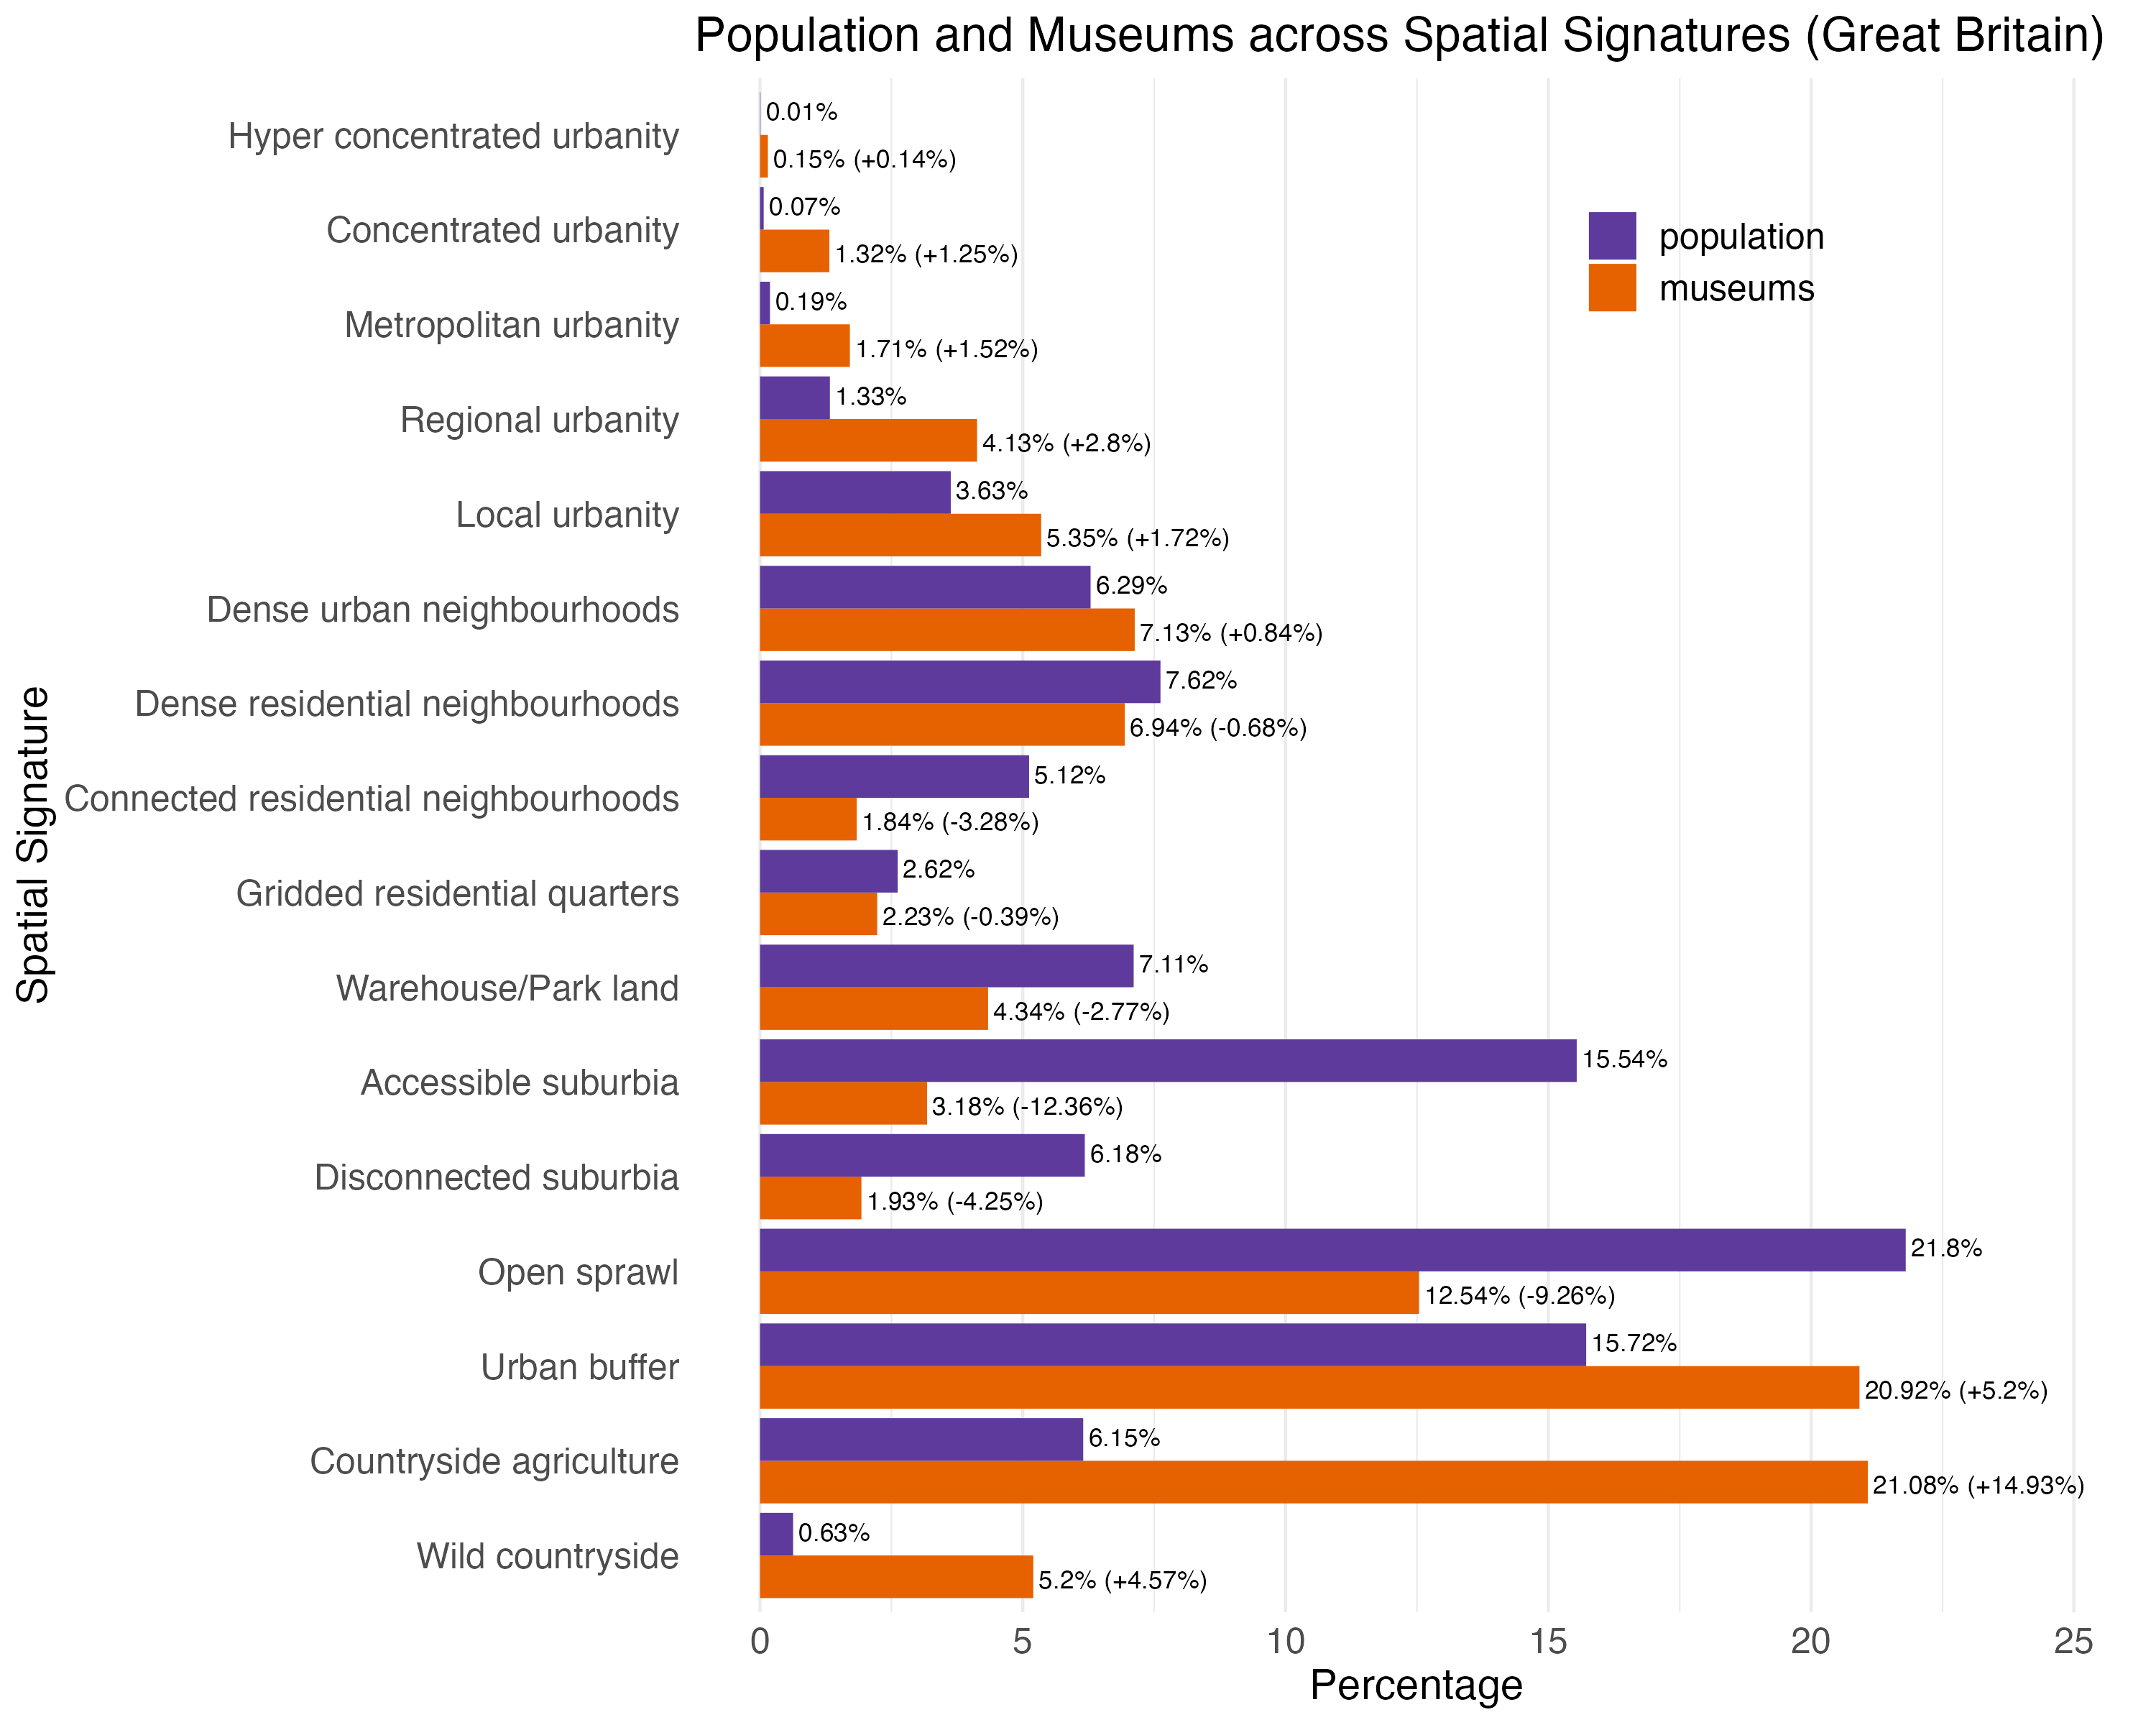 Population and Museums across Spatial Signatures (Great Britain)
Hyper concentrated urbanity
0.01%
0.15% (+0.14%)
Concentrated urbanity
0.07%
1.32% (+1.25%)
Metropolitan urbanity
0.19%
1.71% (+1.52%)
Regional urbanity
1.33%
4.13% (+2.8%)
Local urbanity
3.63%
5.35% (+1.72%)
Dense urban neighbourhoods
6.29%
7.13% (+0.84%)
Dense residential neighbourhoods
7.62%
6.94% (-0.68%)
Connected residential neighbourhoods
5.12%
1.84% (-3.28%)
Gridded residential quarters
2.62%
2.23% (-0.39%)
Warehouse/Park land
7.11%
4.34% (-2.77%)
Accessible suburbia
15.54%
3.18% (-12.36%)
Disconnected suburbia
6.18%
1.93% (-4.25%)
Open sprawl
21.8%
12.54% (-9.26%)
Urban buffer
15.72%
20.92% (+5.2%)
Countryside agriculture
6.15%
21.08% (+14.93%)
Wild countryside
0.63%
5.2% (+4.57%)
population
museums
Spatial Signature
0 5 10 15 20 25
Percentage